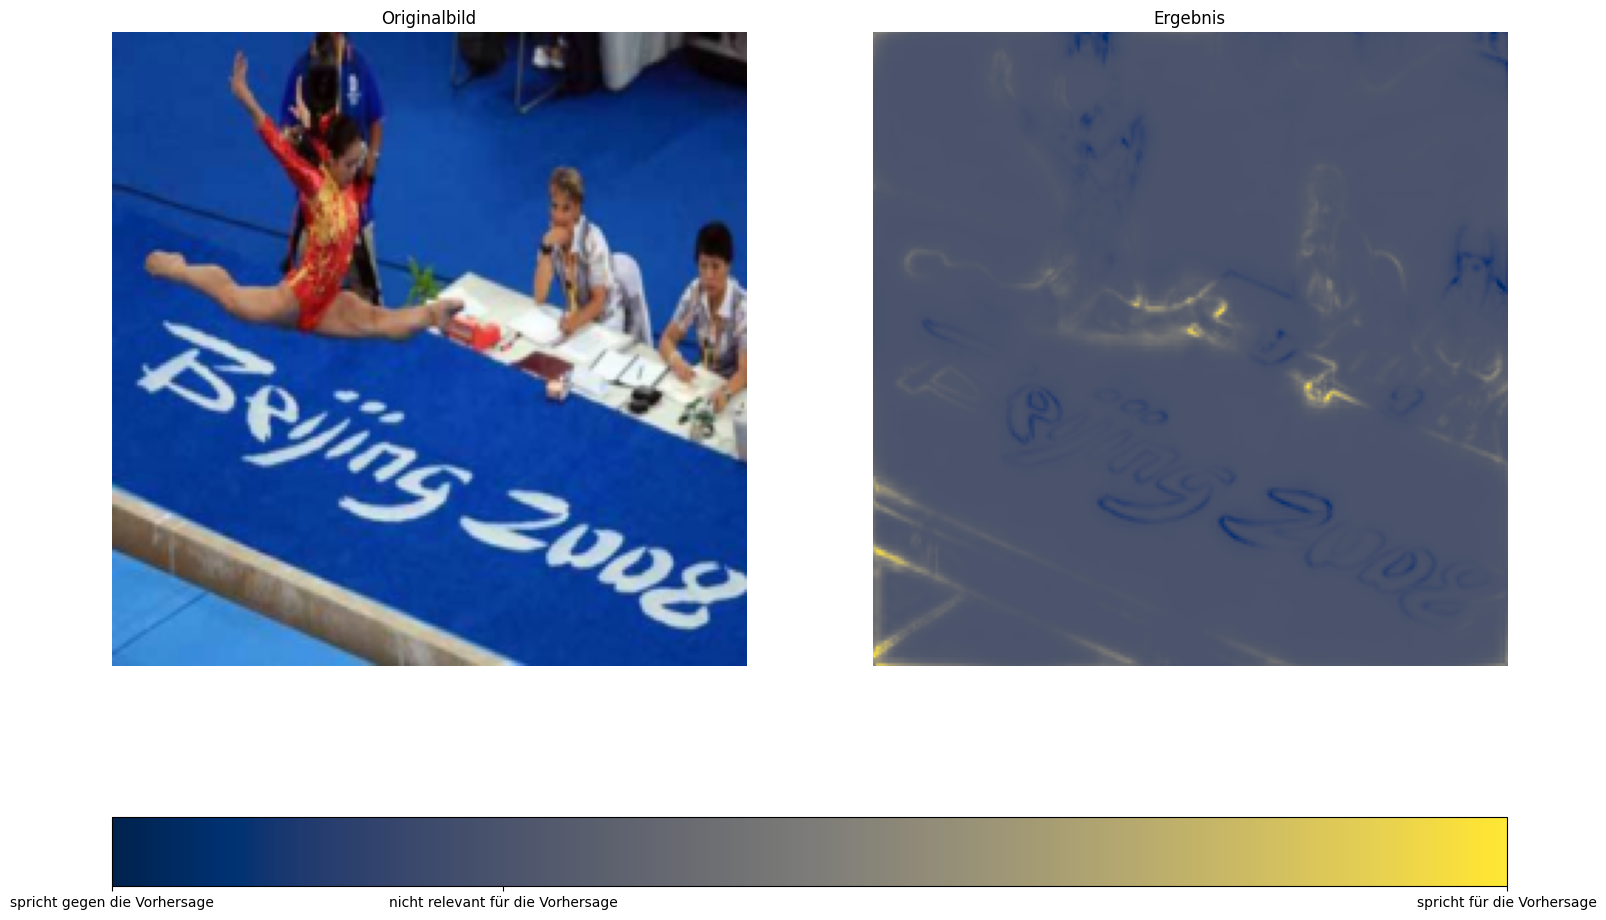 Originalbild
Ergebnis
Beijing 2008
spricht gegen die Vorhersage
nicht relevant für die Vorhersage
spricht für die Vorhersage